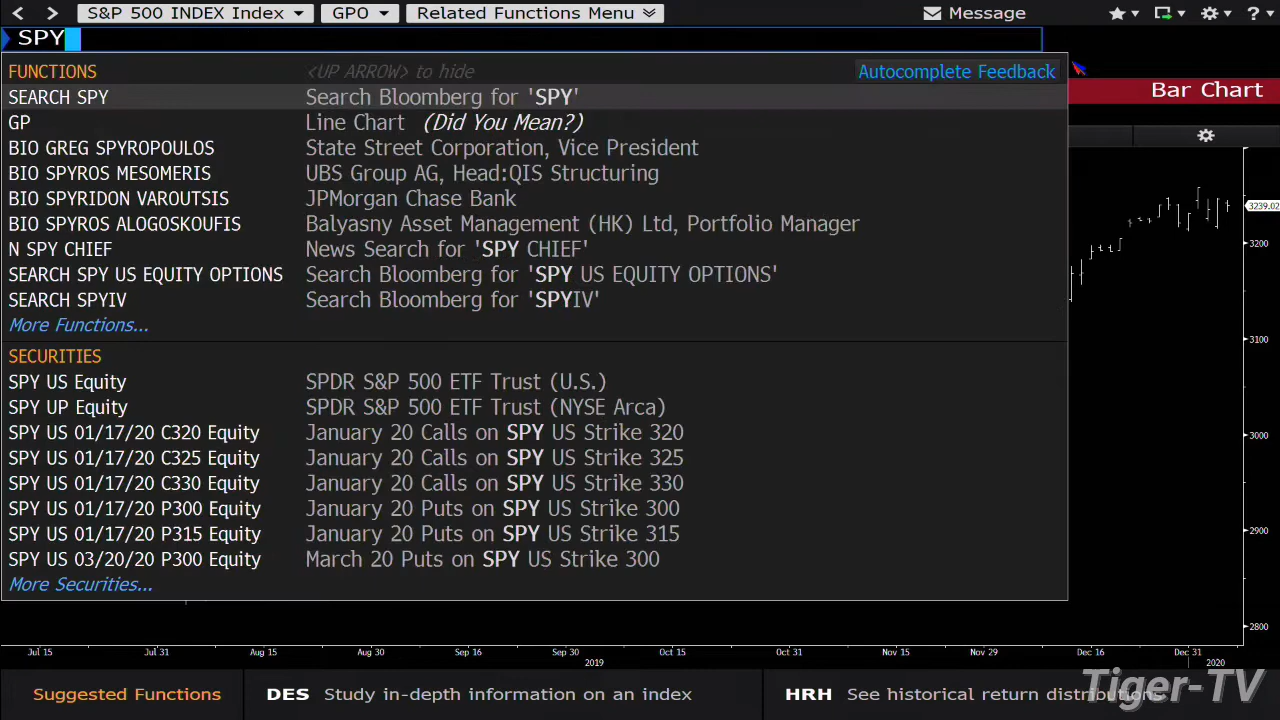 < > S&P 500 INDEX Index GPO Related Functions Menu Message ?
SPY
FUNCTIONS <UP ARROW> to hide Autocomplete Feedback
SEARCH SPY Search Bloomberg for 'SPY' Bar Chart
GP Line Chart (Did You Mean?)
BIO GREG SPYROPOULOS State Street Corporation, Vice President
BIO SPYROS MESOMERIS UBS Group AG, Head:QIS Structuring
BIO SPYRIDON VAROUTSIS JPMorgan Chase Bank
BIO SPYROS ALOGOSKOUFIS Balyasny Asset Management (HK) Ltd, Portfolio Manager
3239.02
N SPY CHIEF News Search for 'SPY CHIEF'
3200
SEARCH SPY US EQUITY OPTIONS Search Bloomberg for 'SPY US EQUITY OPTIONS'
SEARCH SPYIV Search Bloomberg for 'SPYIV'
More Functions...
3100
SECURITIES
SPY US Equity SPDR S&P 500 ETF Trust (U.S.)
SPY UP Equity SPDR S&P 500 ETF Trust (NYSE Arca)
SPY US 01/17/20 C320 Equity January 20 Calls on SPY US Strike 320
3000
SPY US 01/17/20 C325 Equity January 20 Calls on SPY US Strike 325
SPY US 01/17/20 C330 Equity January 20 Calls on SPY US Strike 330
SPY US 01/17/20 P300 Equity January 20 Puts on SPY US Strike 300
SPY US 01/17/20 P315 Equity January 20 Puts on SPY US Strike 315
2900
SPY US 03/20/20 P300 Equity March 20 Puts on SPY US Strike 300
More Securities...
2800
Jul 15 Jul 31 Aug 15 Aug 30 Sep 16 Sep 30 Oct 15 Oct 31 Nov 15 Nov 29 Dec 16 Dec 31
2019 2020
Suggested Functions DES Study in-depth information on an index HRH See historical return distributions
Tiger-TV